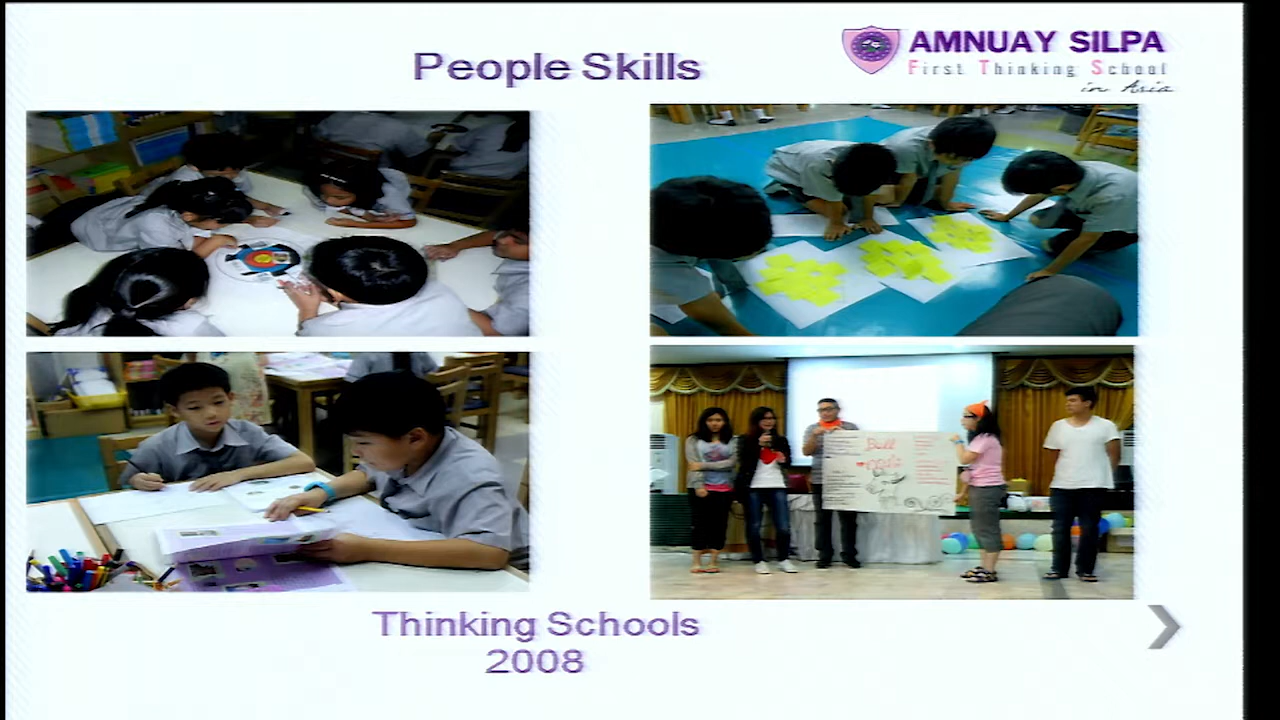 People Skills
AMNUAY SILPA
First Thinking School
in Asia
Thinking Schools
2008